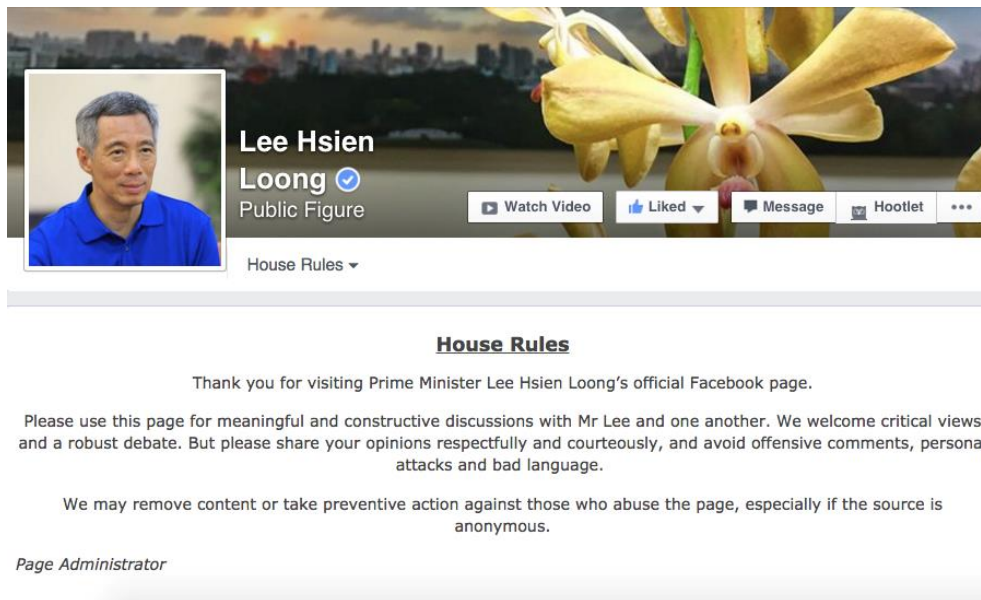 Lee Hsien
Loong
Public Figure
Watch Video
Liked
Message
Hootlet
House Rules
House Rules
Thank you for visiting Prime Minister Lee Hsien Loong’s official Facebook page.
Please use this page for meaningful and constructive discussions with Mr Lee and one another. We welcome critical views
and a robust debate. But please share your opinions respectfully and courteously, and avoid offensive comments, persona
attacks and bad language.
We may remove content or take preventive action against those who abuse the page, especially if the source is
anonymous.
Page Administrator